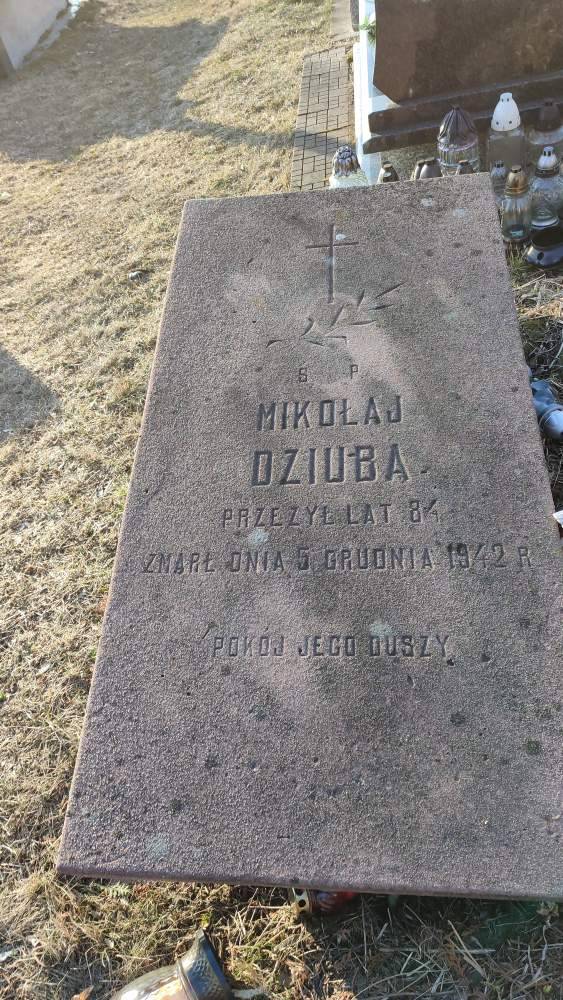 Ś P
MIKOŁAJ
DZIUBA
PRZEŻYŁ LAT 84
ZMARŁ DNIA 5 GRUDNIA 1942 R
POKÓJ JEGO DUSZY